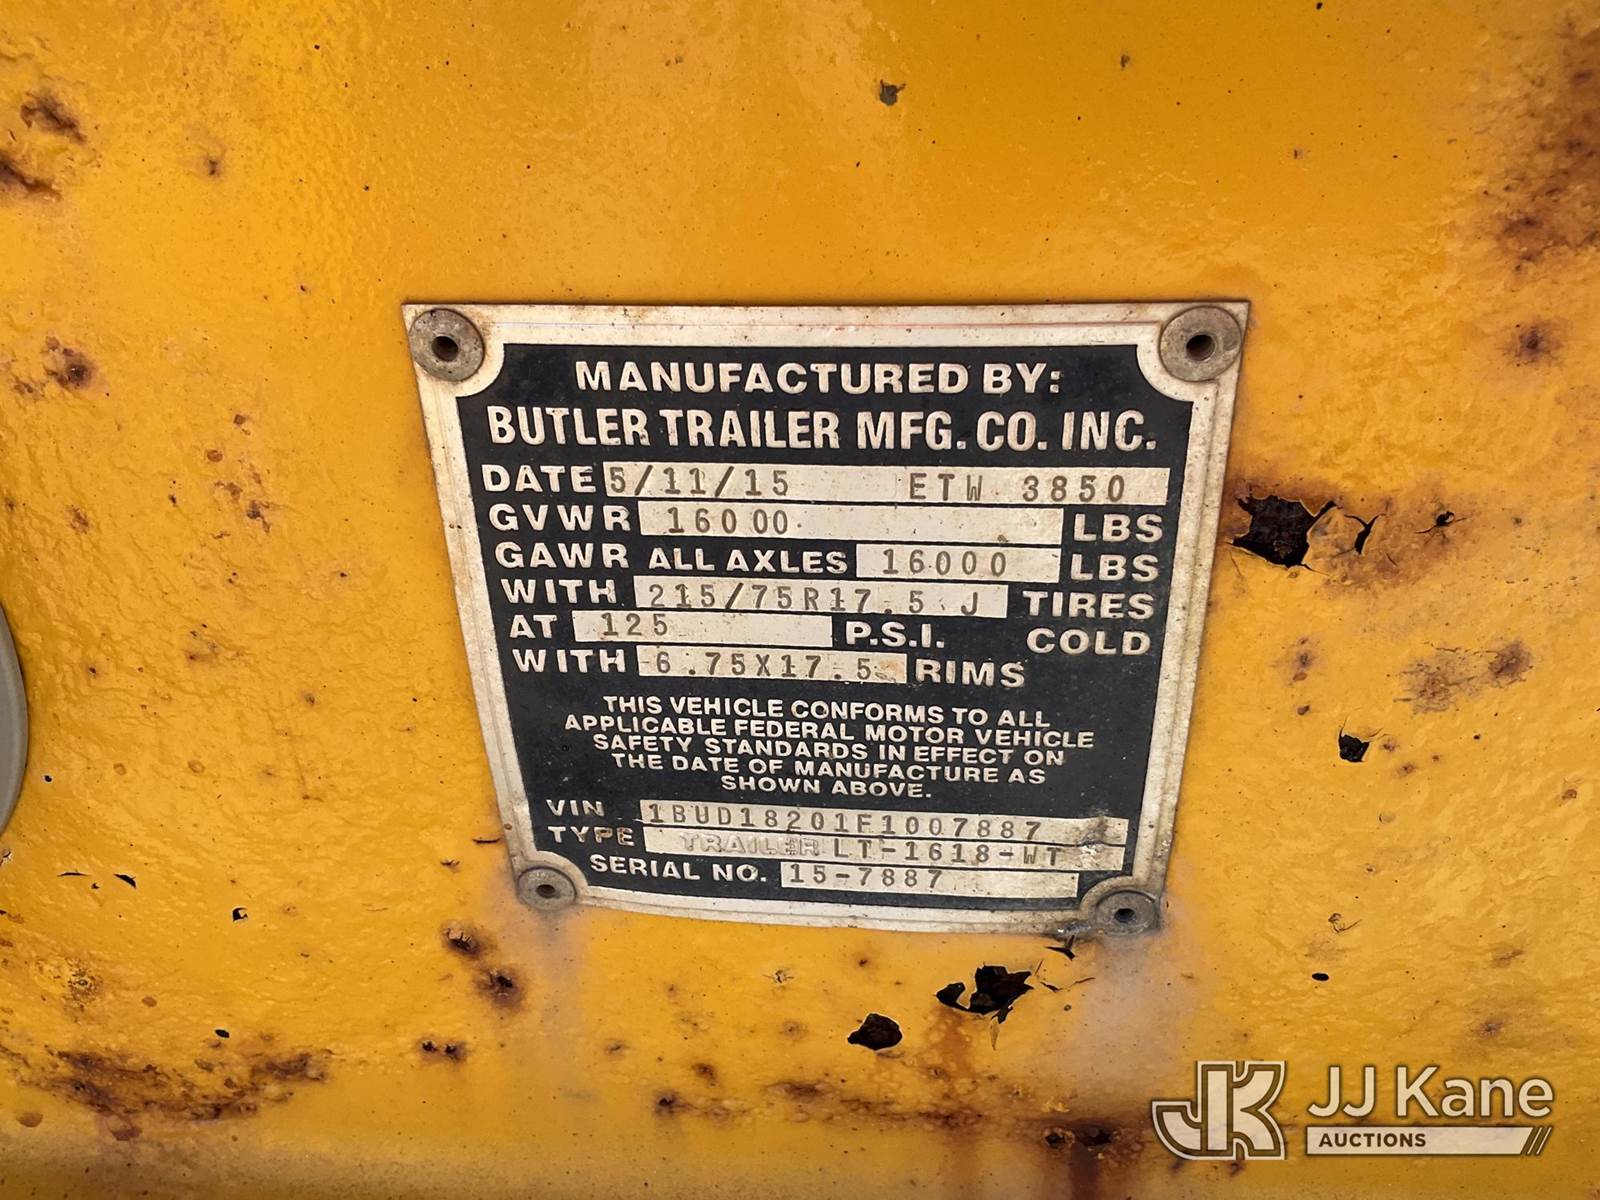 MANUFACTURED BY:
BUTLER TRAILER MFG. CO. INC.
DATE 5/11/15 ETW 3850
GVWR 16000 LBS
GAWR ALL AXLES 16000 LBS
WITH 215/75R17.5 J TIRES
AT 125 P.S.I. COLD
WITH 6.75X17.5 RIMS
THIS VEHICLE CONFORMS TO ALL
APPLICABLE FEDERAL MOTOR VEHICLE
SAFETY STANDARDS IN EFFECT ON
THE DATE OF MANUFACTURE AS
SHOWN ABOVE.
VIN 1BUD18201F1007887
TYPE TRAILER LT-1618-WT
SERIAL NO. 15-7887
JK JJ Kane
AUCTIONS